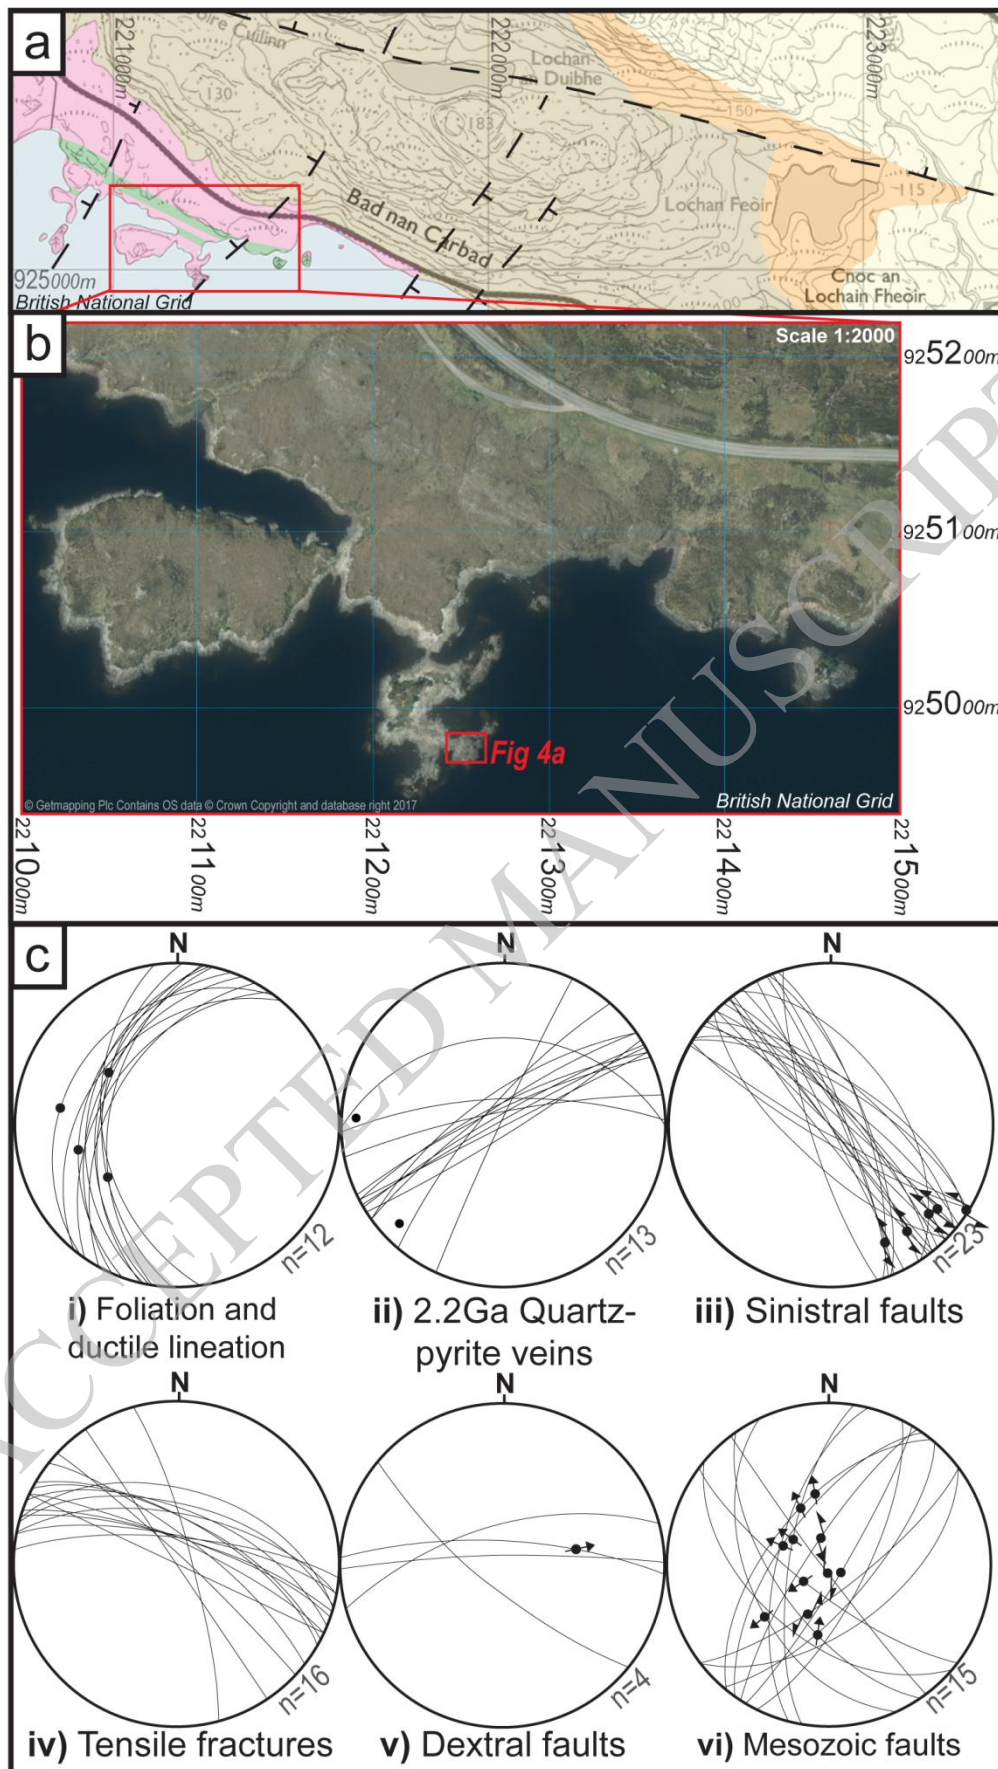 a
221000m
oire Cuilinn
222000m
Lochan
an Duibhe
223000m
130
183
150
115
Bad nan Carbad
Lochan Feòir
120
100
925000m
British National Grid
Cnoc an
Lochain Fheòir
b
Scale 1:2000
925200m
925100m
925000m
Fig 4a
© Getmapping Plc Contains OS data © Crown Copyright and database right 2017
British National Grid
221000m
221100m
221200m
221300m
221400m
221500m
c
N
N
N
n=12
n=13
n=23
i) Foliation and
ductile lineation
ii) 2.2Ga Quartz-
pyrite veins
iii) Sinistral faults
N
N
N
n=16
n=4
n=15
iv) Tensile fractures
v) Dextral faults
vi) Mesozoic faults
ACCEPTED MANUSCRIPT